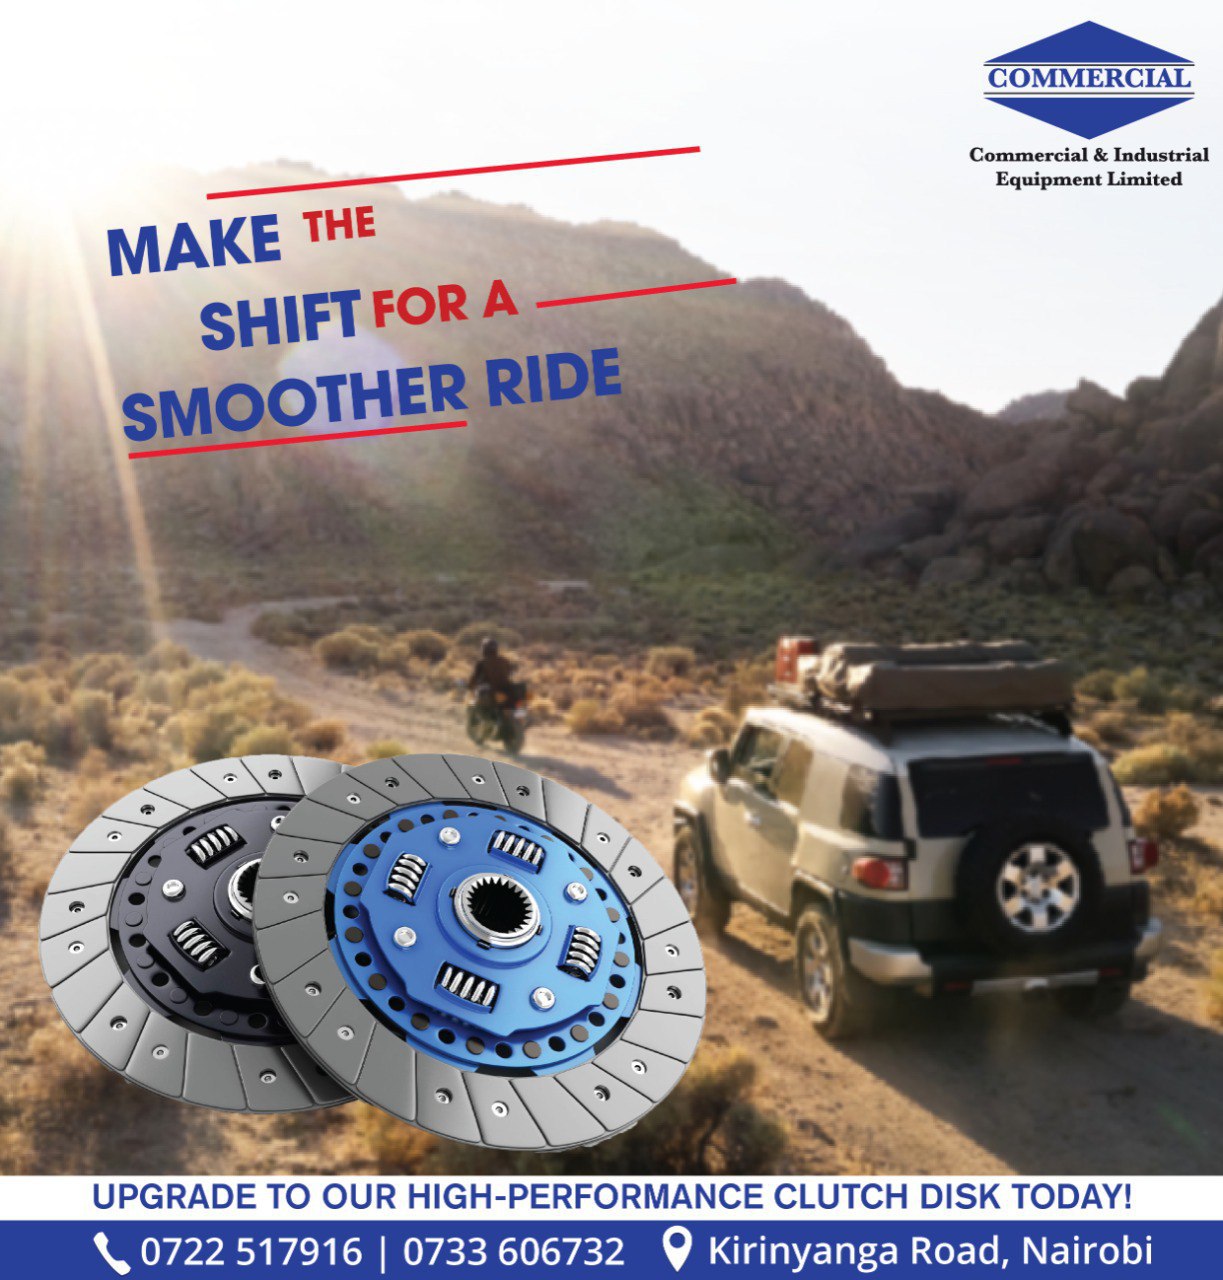 COMMERCIAL
Commercial & Industrial
Equipment Limited
MAKE THE
SHIFT FOR A
SMOOTHER RIDE
UPGRADE TO OUR HIGH-PERFORMANCE CLUTCH DISK TODAY!
0722 517916 | 0733 606732 Kirinyanga Road, Nairobi